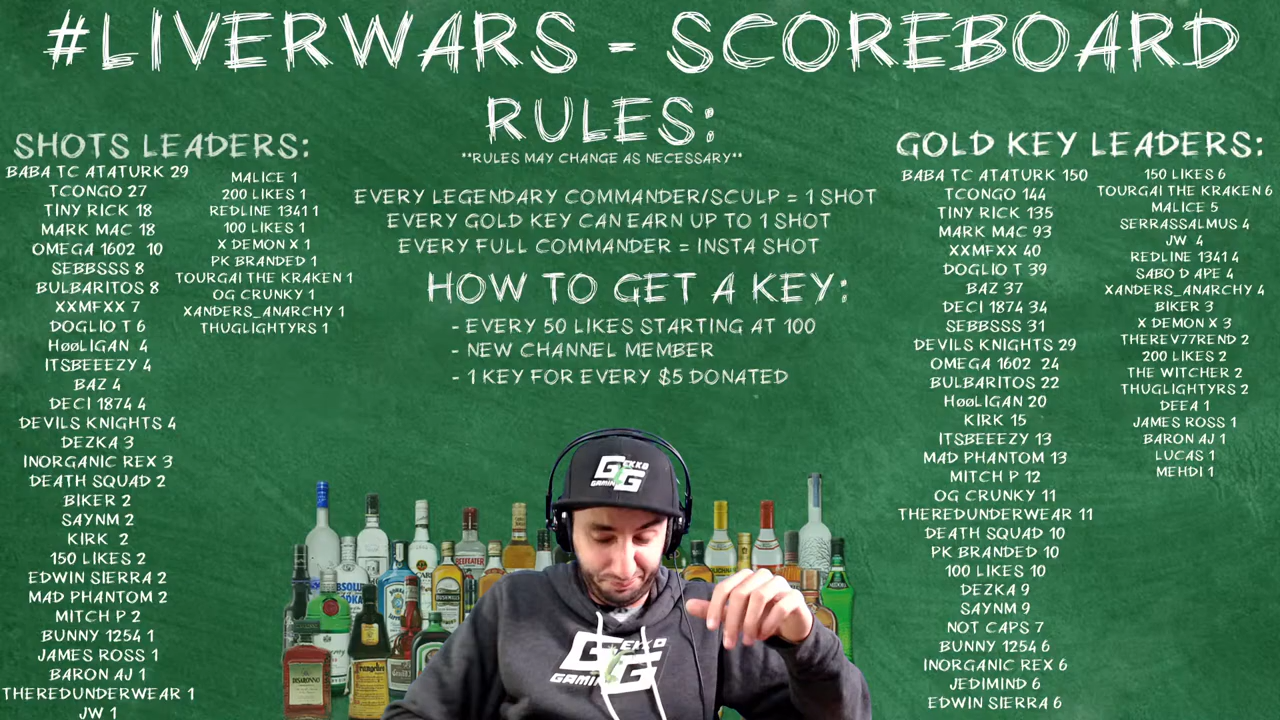 #LIVERWARS - SCOREBOARD
RULES:
**RULES MAY CHANGE AS NECESSARY**
EVERY LEGENDARY COMMANDER/SCULP = 1 SHOT
EVERY GOLD KEY CAN EARN UP TO 1 SHOT
EVERY FULL COMMANDER = INSTA SHOT
HOW TO GET A KEY:
- EVERY 50 LIKES STARTING AT 100
- NEW CHANNEL MEMBER
- 1 KEY FOR EVERY $5 DONATED
SHOTS LEADERS:
BABA TC ATATURK 29
TCONGO 27
TINY RICK 18
MARK MAC 18
OMEGA 1602 10
SEBBSSS 8
BULBARITOS 8
XXMFXX 7
DOGLIO T 6
HøøLIGAN 4
ITSBEEEZY 4
BAZ 4
DECI 1874 4
DEVILS KNIGHTS 4
DEZKA 3
INORGANIC REX 3
DEATH SQUAD 2
BIKER 2
SAYNM 2
KIRK 2
150 LIKES 2
EDWIN SIERRA 2
MAD PHANTOM 2
MITCH P 2
BUNNY 1254 1
JAMES ROSS 1
BARON AJ 1
THEREDUNDERWEAR 1
JW 1
MALICE 1
200 LIKES 1
REDLINE 1341 1
100 LIKES 1
X DEMON X 1
PK BRANDED 1
TOURGAI THE KRAKEN 1
OG CRUNKY 1
XANDERS_ANARCHY 1
THUGLIGHTYRS 1
GOLD KEY LEADERS:
BABA TC ATATURK 150
TCONGO 144
TINY RICK 135
MARK MAC 93
XXMFXX 40
DOGLIO T 39
BAZ 37
DECI 1874 34
SEBBSSS 31
DEVILS KNIGHTS 29
OMEGA 1602 24
BULBARITOS 22
HøøLIGAN 20
KIRK 15
ITSBEEEZY 13
MAD PHANTOM 13
MITCH P 12
OG CRUNKY 11
THEREDUNDERWEAR 11
DEATH SQUAD 10
PK BRANDED 10
100 LIKES 10
DEZKA 9
SAYNM 9
NOT CAPS 7
BUNNY 1254 6
INORGANIC REX 6
JEDIMIND 6
EDWIN SIERRA 6
150 LIKES 6
TOURGAI THE KRAKEN 6
MALICE 5
SERRASSALMUS 4
JW 4
REDLINE 1341 4
SABO D APE 4
XANDERS_ANARCHY 4
BIKER 3
X DEMON X 3
THEREV77REND 2
200 LIKES 2
THE WITCHER 2
THUGLIGHTYRS 2
DEEA 1
JAMES ROSS 1
BARON AJ 1
LUCAS 1
MEHDI 1
GEKKO
GAMING
GEKKO
GAMING
ABSOLUT
BEEFEATER
BUSHMILLS
DISARONNO